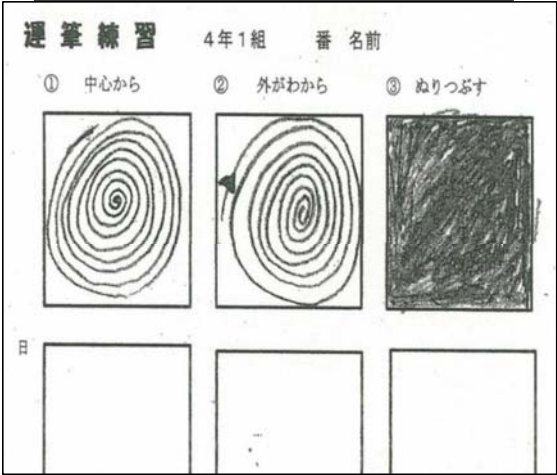 運筆練習 4年1組 番 名前
① 中心から ② 外がわから ③ ぬりつぶす
日